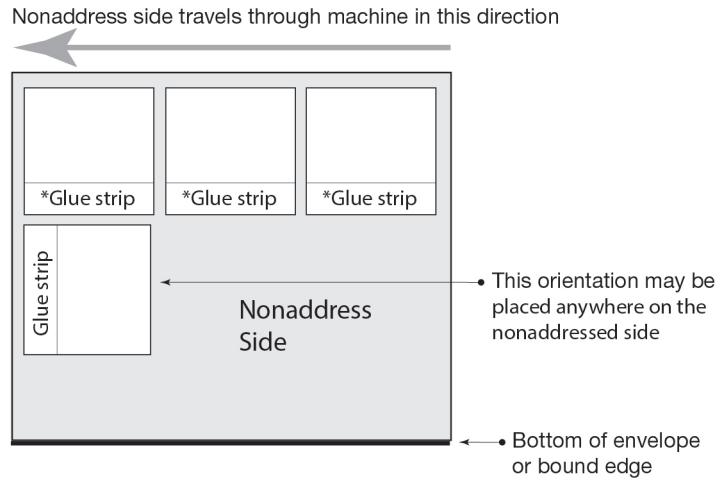 Nonaddress side travels through machine in this direction
*Glue strip
*Glue strip
*Glue strip
Glue strip
This orientation may be
placed anywhere on the
nonaddressed side
Nonaddress
Side
Bottom of envelope
or bound edge